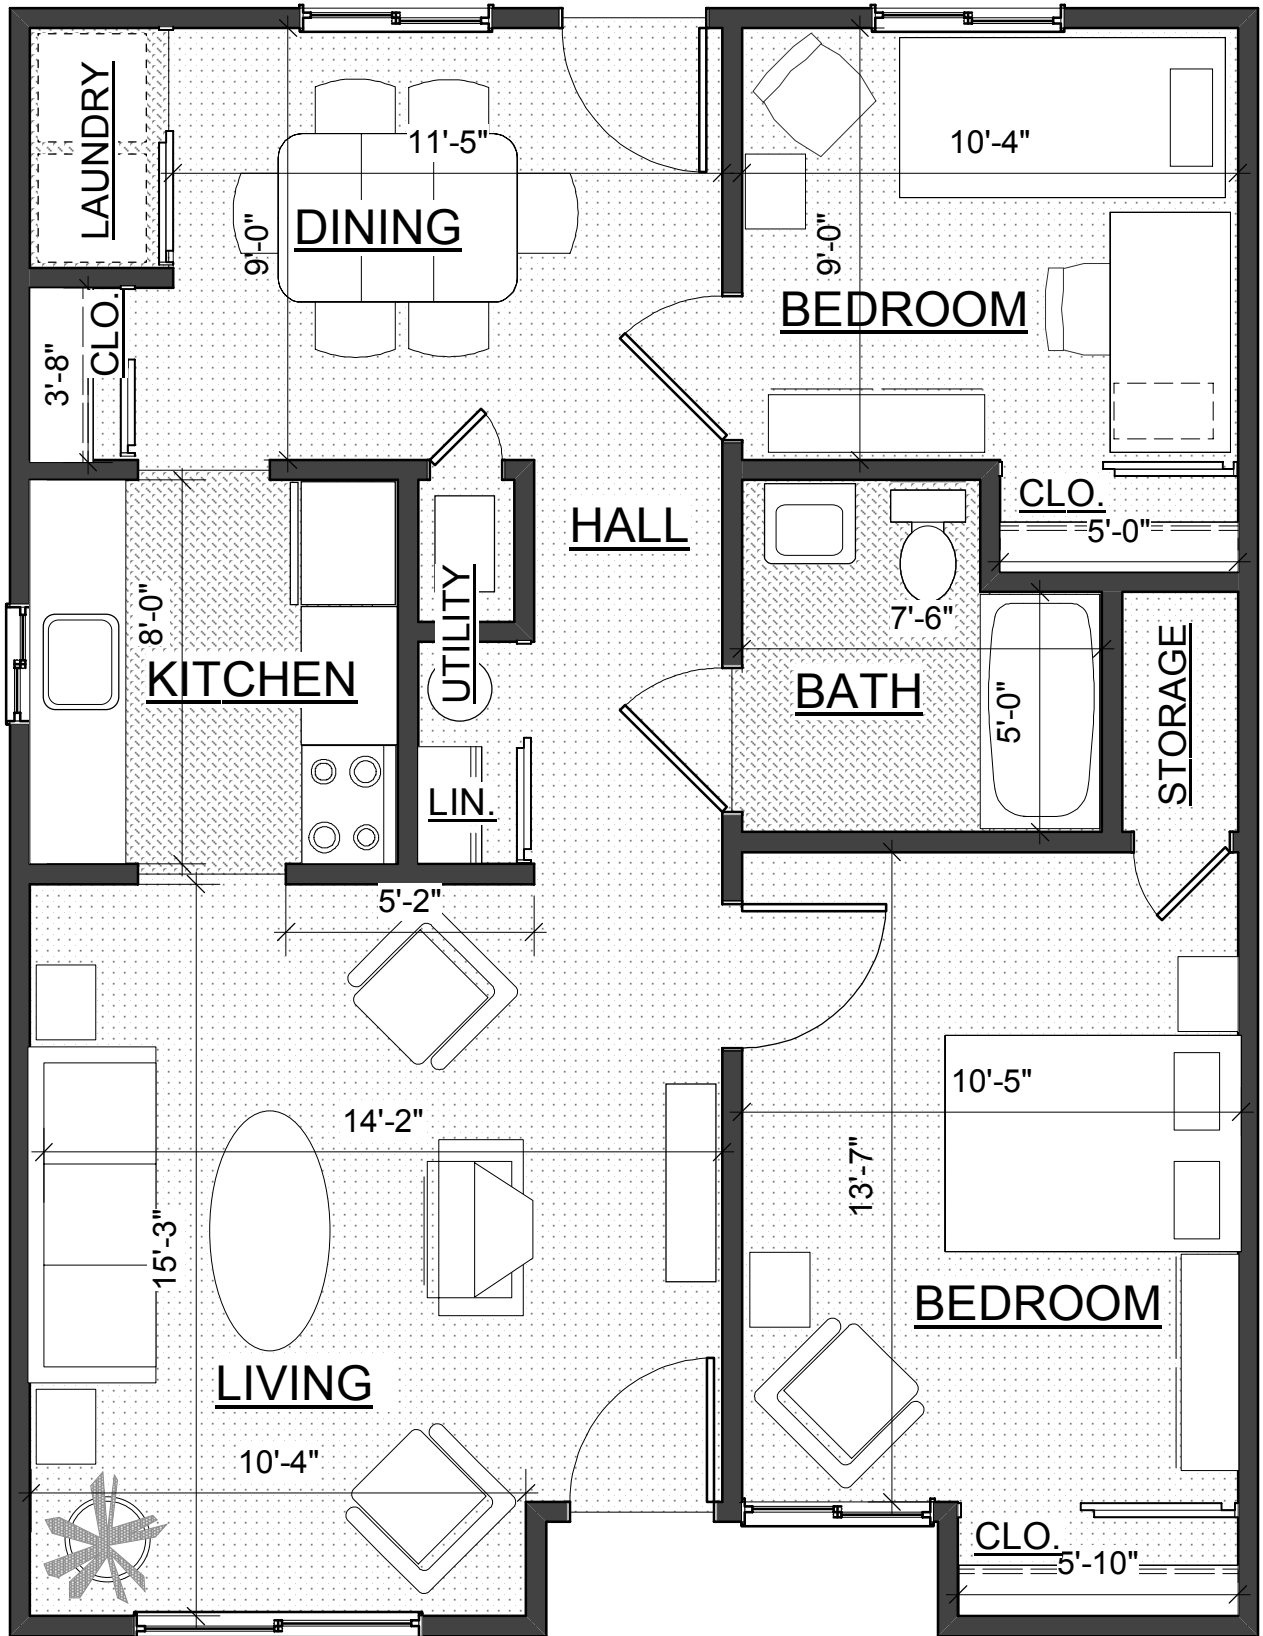 LAUNDRY
11'-5"
10'-4"
DINING
9'-0"
9'-0"
BEDROOM
CLO.
3'-8"
CLO.
5'-0"
HALL
8'-0"
KITCHEN
UTILITY
7'-6"
BATH
5'-0"
STORAGE
LIN.
5'-2"
10'-5"
14'-2"
13'-7"
15'-3"
BEDROOM
LIVING
10'-4"
CLO.
5'-10"